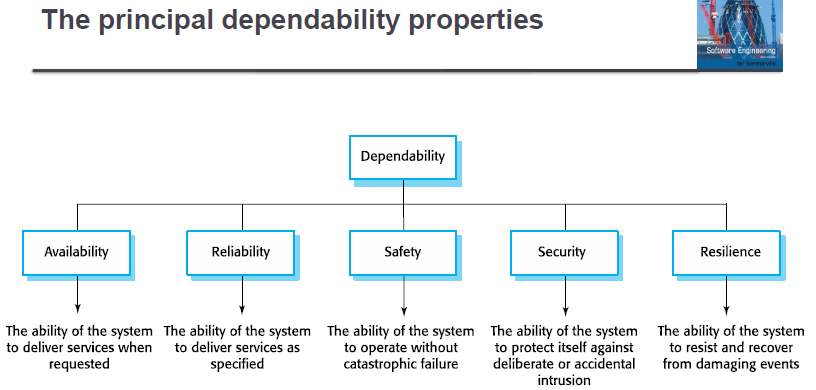 The principal dependability properties
Software Engineering
Ian Sommerville
Dependability
Availability
Reliability
Safety
Security
Resilience
The ability of the system
to deliver services when
requested
The ability of the system
to deliver services as
specified
The ability of the system
to operate without
catastrophic failure
The ability of the system
to protect itself against
deliberate or accidental
intrusion
The ability of the system
to resist and recover
from damaging events